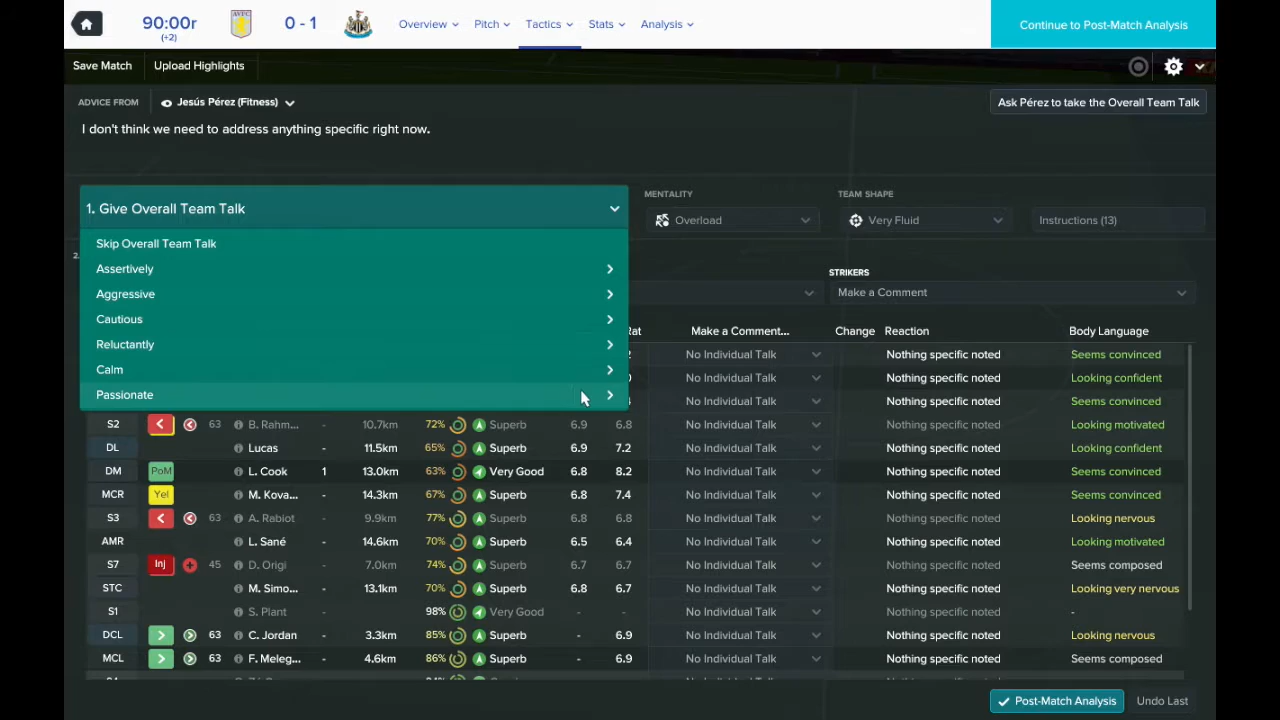 90:00r
(+2)
AVFC
0 - 1
Overview
Pitch
Tactics
Stats
Analysis
Continue to Post-Match Analysis
Save Match
Upload Highlights
ADVICE FROM
Jesús Pérez (Fitness)
Ask Pérez to take the Overall Team Talk
I don't think we need to address anything specific right now.
1. Give Overall Team Talk
MENTALITY
Overload
TEAM SHAPE
Very Fluid
Instructions (13)
Skip Overall Team Talk
Assertively
Aggressive
Cautious
Reluctantly
Calm
Passionate
2.
STRIKERS
Make a Comment
Rat Make a Comment... Change Reaction Body Language
2 No Individual Talk Nothing specific noted Seems convinced
0 No Individual Talk Nothing specific noted Looking confident
4 No Individual Talk Nothing specific noted Seems convinced
S2 63 B. Rahm... - 10.7km 72% Superb 6.9 6.8 No Individual Talk Nothing specific noted Looking motivated
DL Lucas - 11.5km 65% Superb 6.9 7.2 No Individual Talk Nothing specific noted Looking confident
DM PoM L. Cook 1 13.0km 63% Very Good 6.8 8.2 No Individual Talk Nothing specific noted Seems convinced
MCR Yel M. Kova... - 14.3km 67% Superb 6.8 7.4 No Individual Talk Nothing specific noted Seems convinced
S3 63 A. Rabiot - 9.9km 77% Superb 6.8 6.8 No Individual Talk Nothing specific noted Looking nervous
AMR L. Sané - 14.6km 70% Superb 6.5 6.4 No Individual Talk Nothing specific noted Looking motivated
S7 Inj 45 D. Origi - 7.0km 74% Superb 6.7 6.7 No Individual Talk Nothing specific noted Seems composed
STC M. Simo... - 13.1km 70% Superb 6.8 6.7 No Individual Talk Nothing specific noted Looking very nervous
S1 S. Plant - 98% Very Good - - No Individual Talk Nothing specific noted -
DCL 63 C. Jordan - 3.3km 85% Superb - 6.9 No Individual Talk Nothing specific noted Looking nervous
MCL 63 F. Meleg... - 4.6km 86% Superb - 6.9 No Individual Talk Nothing specific noted Seems composed
Post-Match Analysis
Undo Last